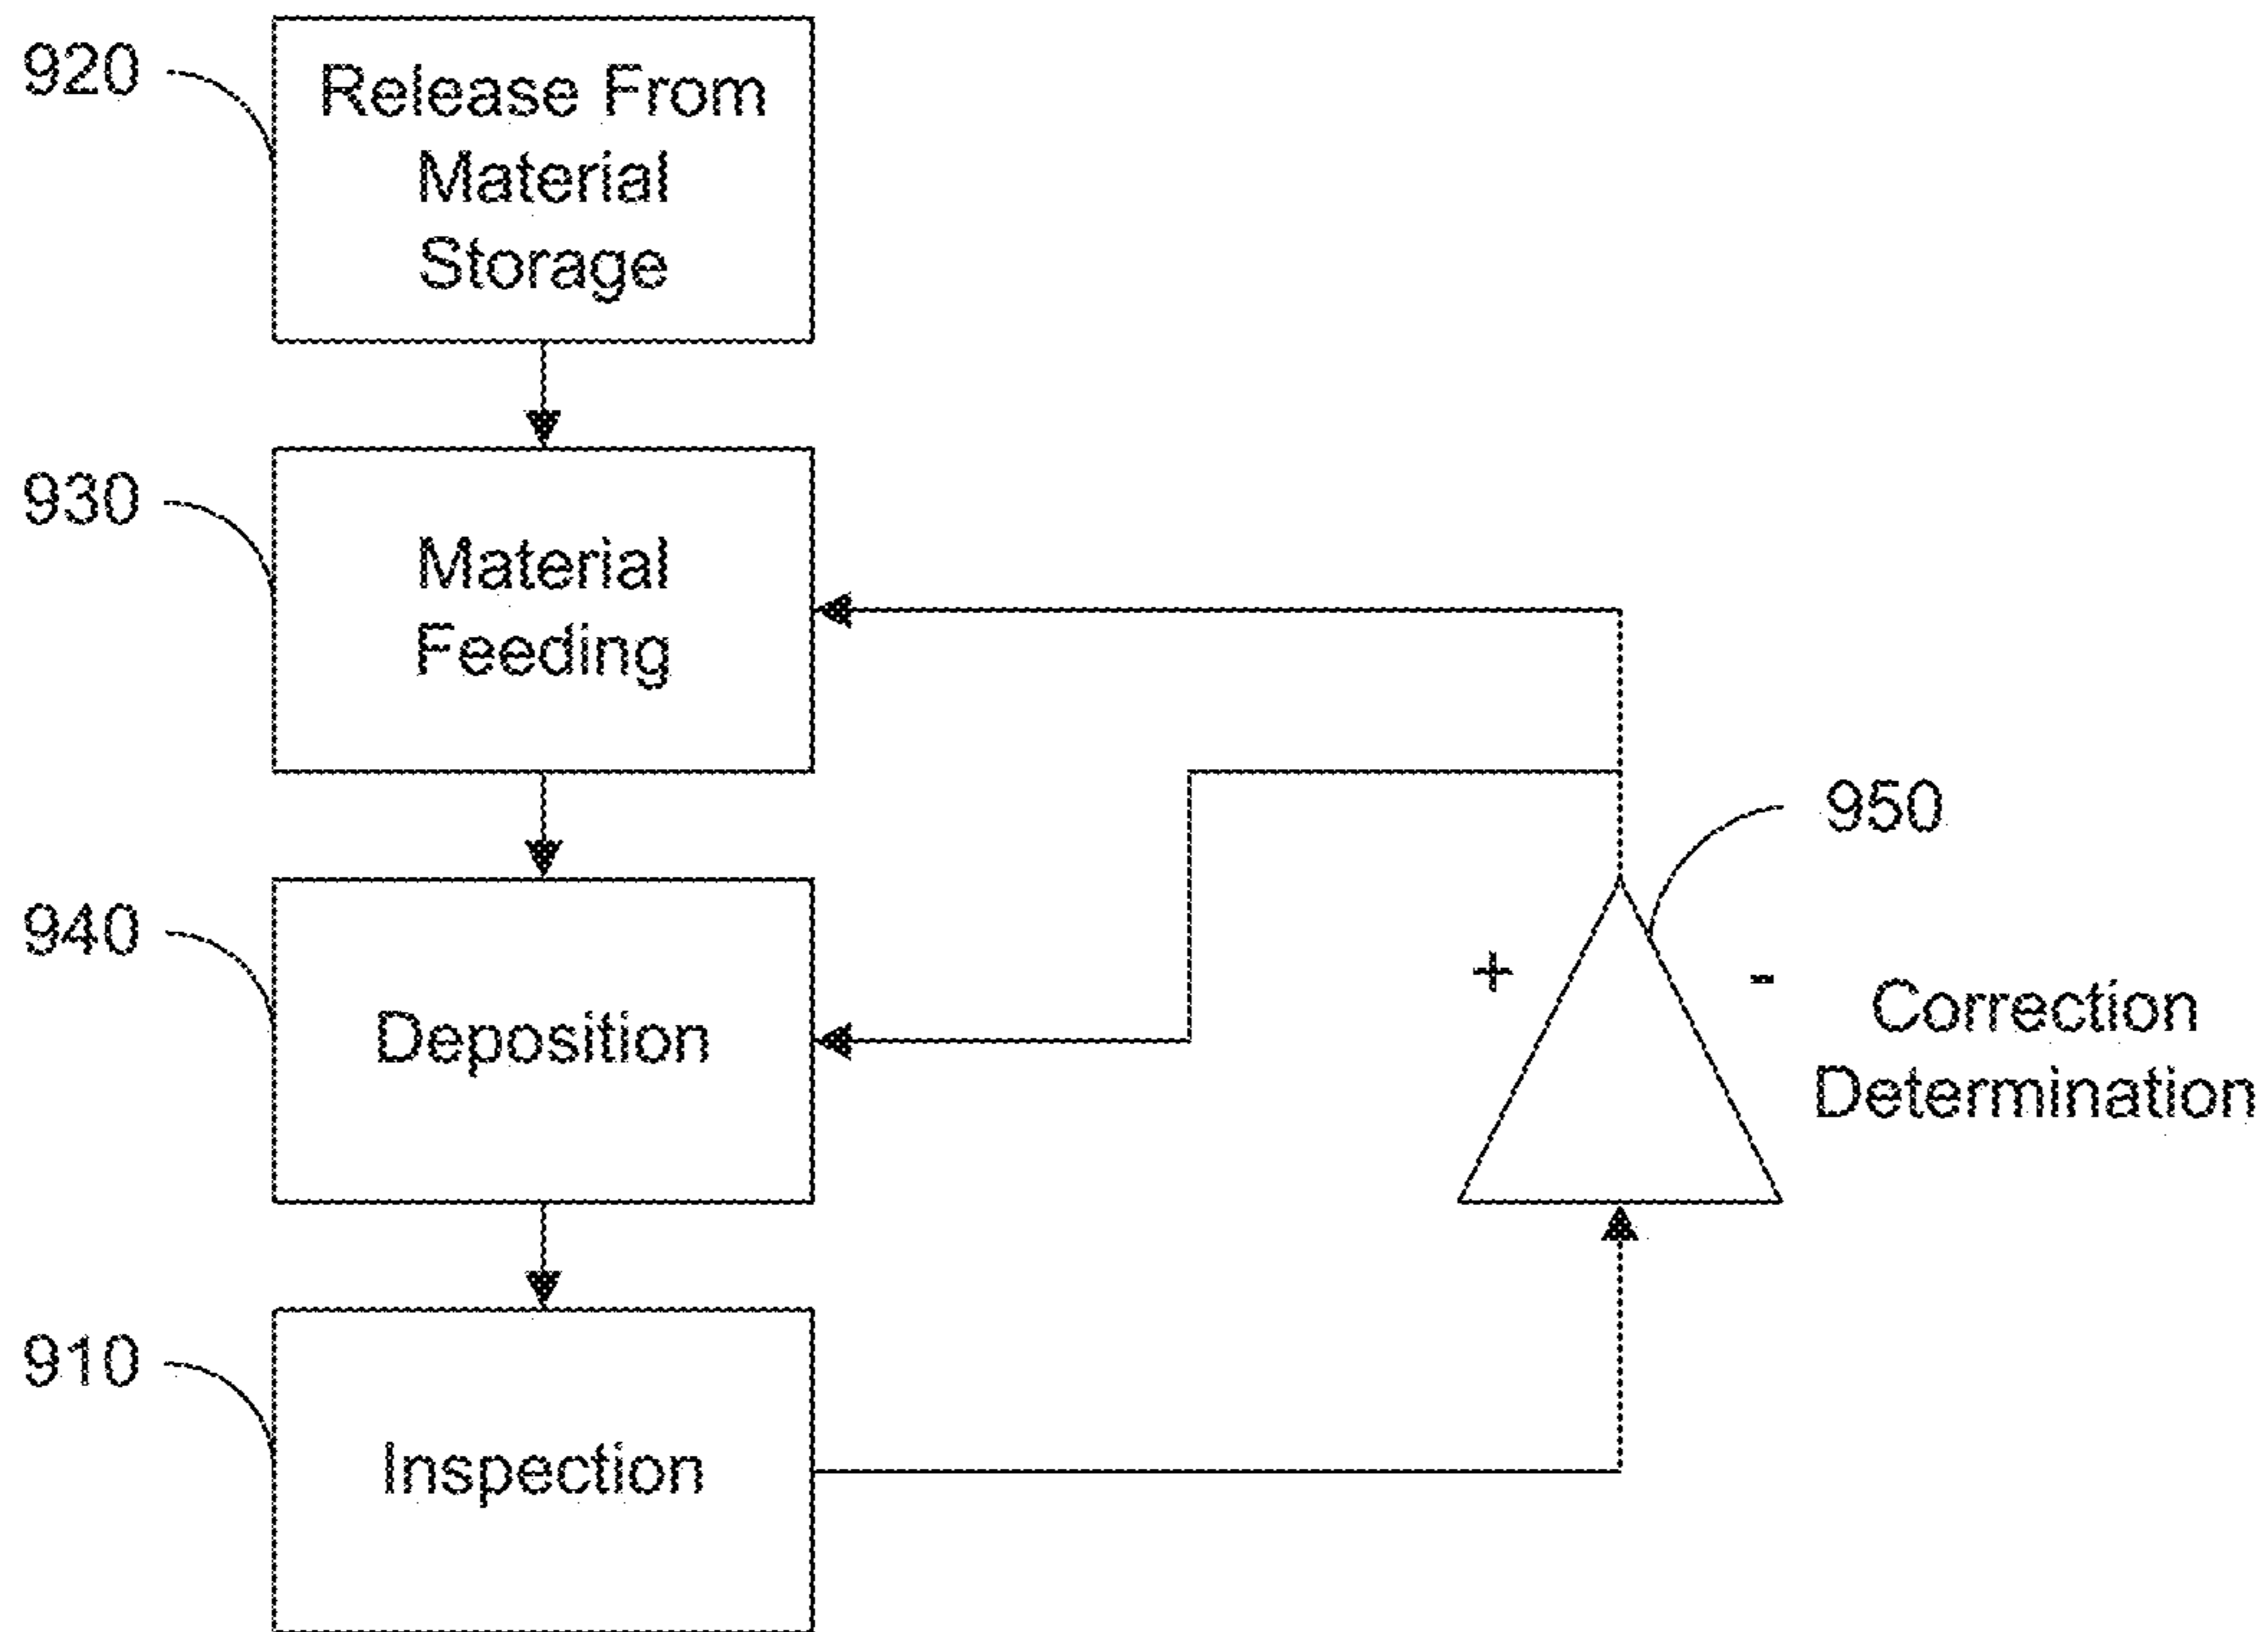 920
Release From
Material
Storage
930
Material
Feeding
940
Deposition
950
+
-
Correction
Determination
910
Inspection